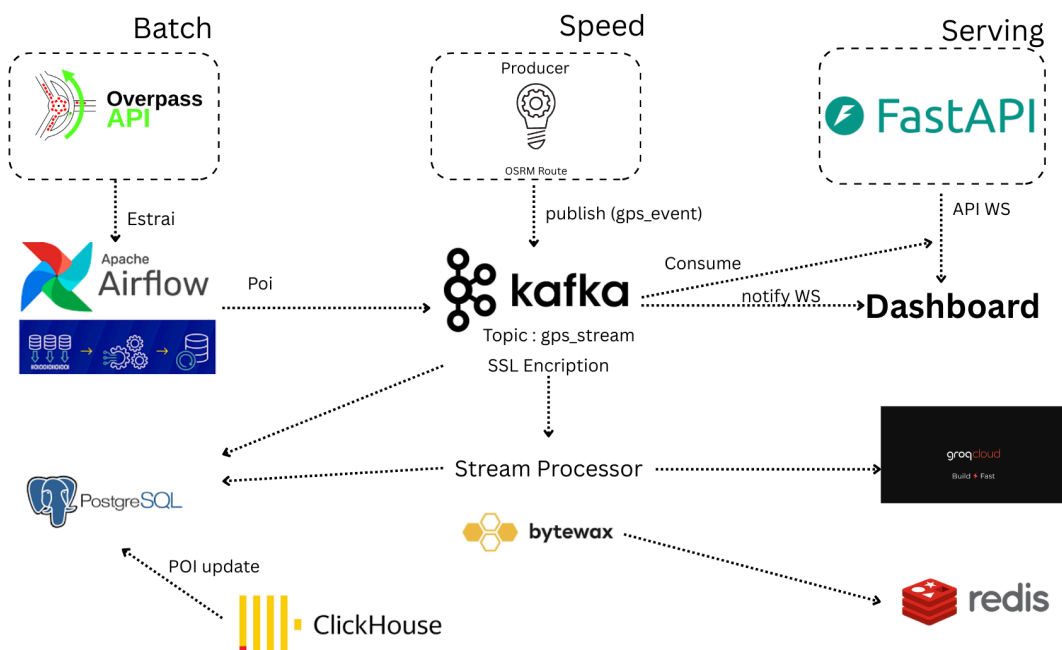 Batch
Speed
Serving
Overpass
API
Producer
OSRM Route
FastAPI
Estrai
publish (gps_event)
API WS
Apache
Airflow
Poi
kafka
Consume
notify WS
Dashboard
Topic : gps_stream
SSL Encription
Stream Processor
groqcloud
Build Fast
PostgreSQL
bytewax
POI update
ClickHouse
redis